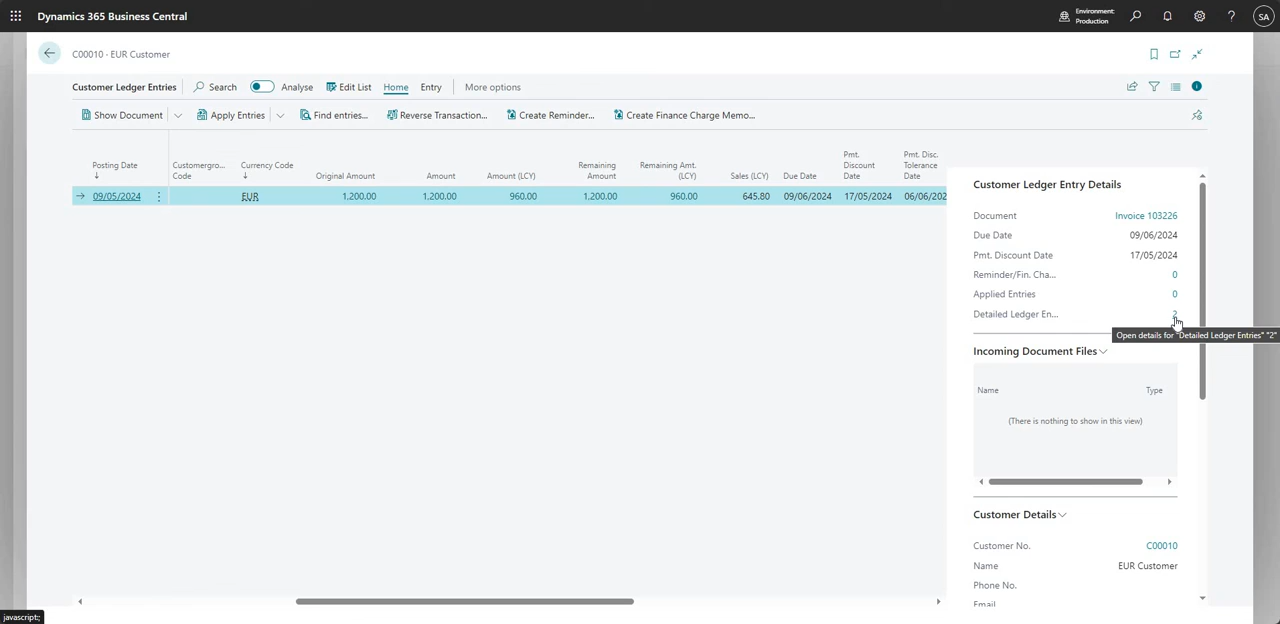 Dynamics 365 Business Central
Environment:
Production
SA
C00010 · EUR Customer
Customer Ledger Entries
Search
Analyse
Edit List
Home
Entry
More options
Show Document
Apply Entries
Find entries...
Reverse Transaction...
Create Reminder...
Create Finance Charge Memo...
Posting Date
↓
Customergro...
Code
Currency Code
↓
Original Amount
Amount
Amount (LCY)
Remaining
Amount
Remaining Amt.
(LCY)
Sales (LCY)
Due Date
Pmt.
Discount
Date
Pmt. Disc.
Tolerance
Date
→ 09/05/2024 EUR 1,200.00 1,200.00 960.00 1,200.00 960.00 645.80 09/06/2024 17/05/2024 06/06/202
Customer Ledger Entry Details
Document Invoice 103226
Due Date 09/06/2024
Pmt. Discount Date 17/05/2024
Reminder/Fin. Cha... 0
Applied Entries 0
Detailed Ledger En... 2
Open details for "Detailed Ledger Entries" "2"
Incoming Document Files
Name Type
(There is nothing to show in this view)
Customer Details
Customer No. C00010
Name EUR Customer
Phone No.
Email
javascript:;